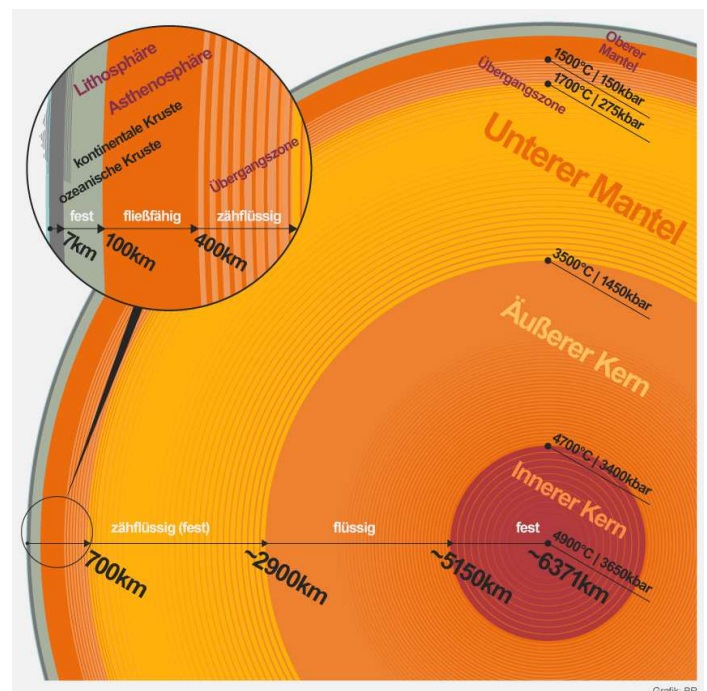 Lithosphäre
Asthenosphäre
kontinentale Kruste
ozeanische Kruste
Übergangszone
fest
fließfähig
zähflüssig
7km
100km
400km
Oberer
Mantel
1500°C | 150kbar
Übergangszone
1700°C | 275kbar
Unterer Mantel
3500°C | 1450kbar
Äußerer Kern
4700°C | 3400kbar
Innerer Kern
4900°C | 3650kbar
zähflüssig (fest)
flüssig
fest
700km
~2900km
~5150km
~6371km
Grafik: BR